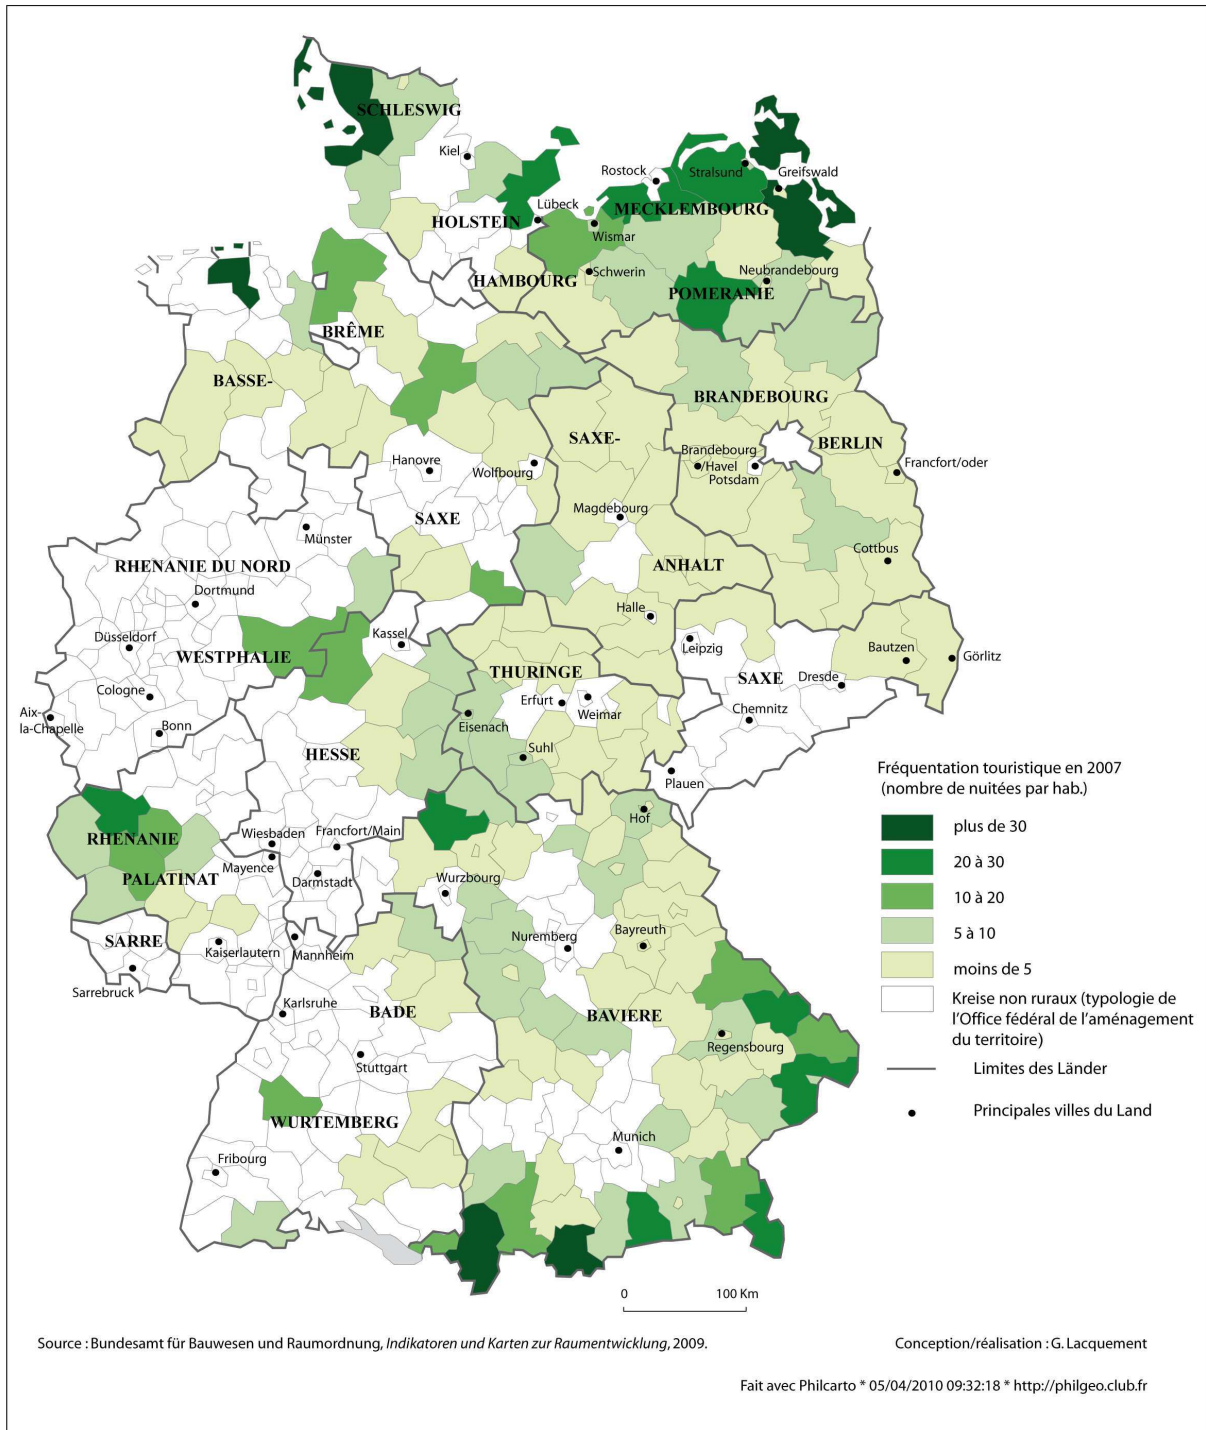 SCHLESWIG
Kiel
Rostock
Stralsund
Greifswald
Lübeck
MECKLEMBOURG
HOLSTEIN
Wismar
HAMBOURG
Schwerin
Neubrandebourg
POMERANIE
BRÊME
BASSE-
BRANDEBOURG
SAXE-
BERLIN
Brandebourg
/Havel
Potsdam
Francfort/oder
Hanovre
Wolfbourg
SAXE
Magdebourg
Münster
RHENANIE DU NORD
ANHALT
Cottbus
Dortmund
Halle
Düsseldorf
WESTPHALIE
Kassel
Leipzig
Bautzen
Görlitz
THURINGE
SAXE
Dresde
Cologne
Erfurt
Weimar
Aix-
la-Chapelle
Bonn
Eisenach
Chemnitz
HESSE
Suhl
Plauen
Fréquentation touristique en 2007
(nombre de nuitées par hab.)
plus de 30
20 à 30
10 à 20
5 à 10
moins de 5
Kreise non ruraux (typologie de
l'Office fédéral de l'aménagement
du territoire)
Limites des Länder
Principales villes du Land
Hof
RHENANIE
Wiesbaden
Francfort/Main
Mayence
PALATINAT
Darmstadt
Wurzbourg
SARRE
Kaiserlautern
Mannheim
Nuremberg
Bayreuth
Sarrebruck
Karlsruhe
BADE
BAVIERE
Regensbourg
Stuttgart
WURTEMBERG
Munich
Fribourg
0 100 Km
Source : Bundesamt für Bauwesen und Raumordnung, Indikatoren und Karten zur Raumentwicklung, 2009.
Conception/réalisation : G. Lacquement
Fait avec Philcarto * 05/04/2010 09:32:18 * http://philgeo.club.fr